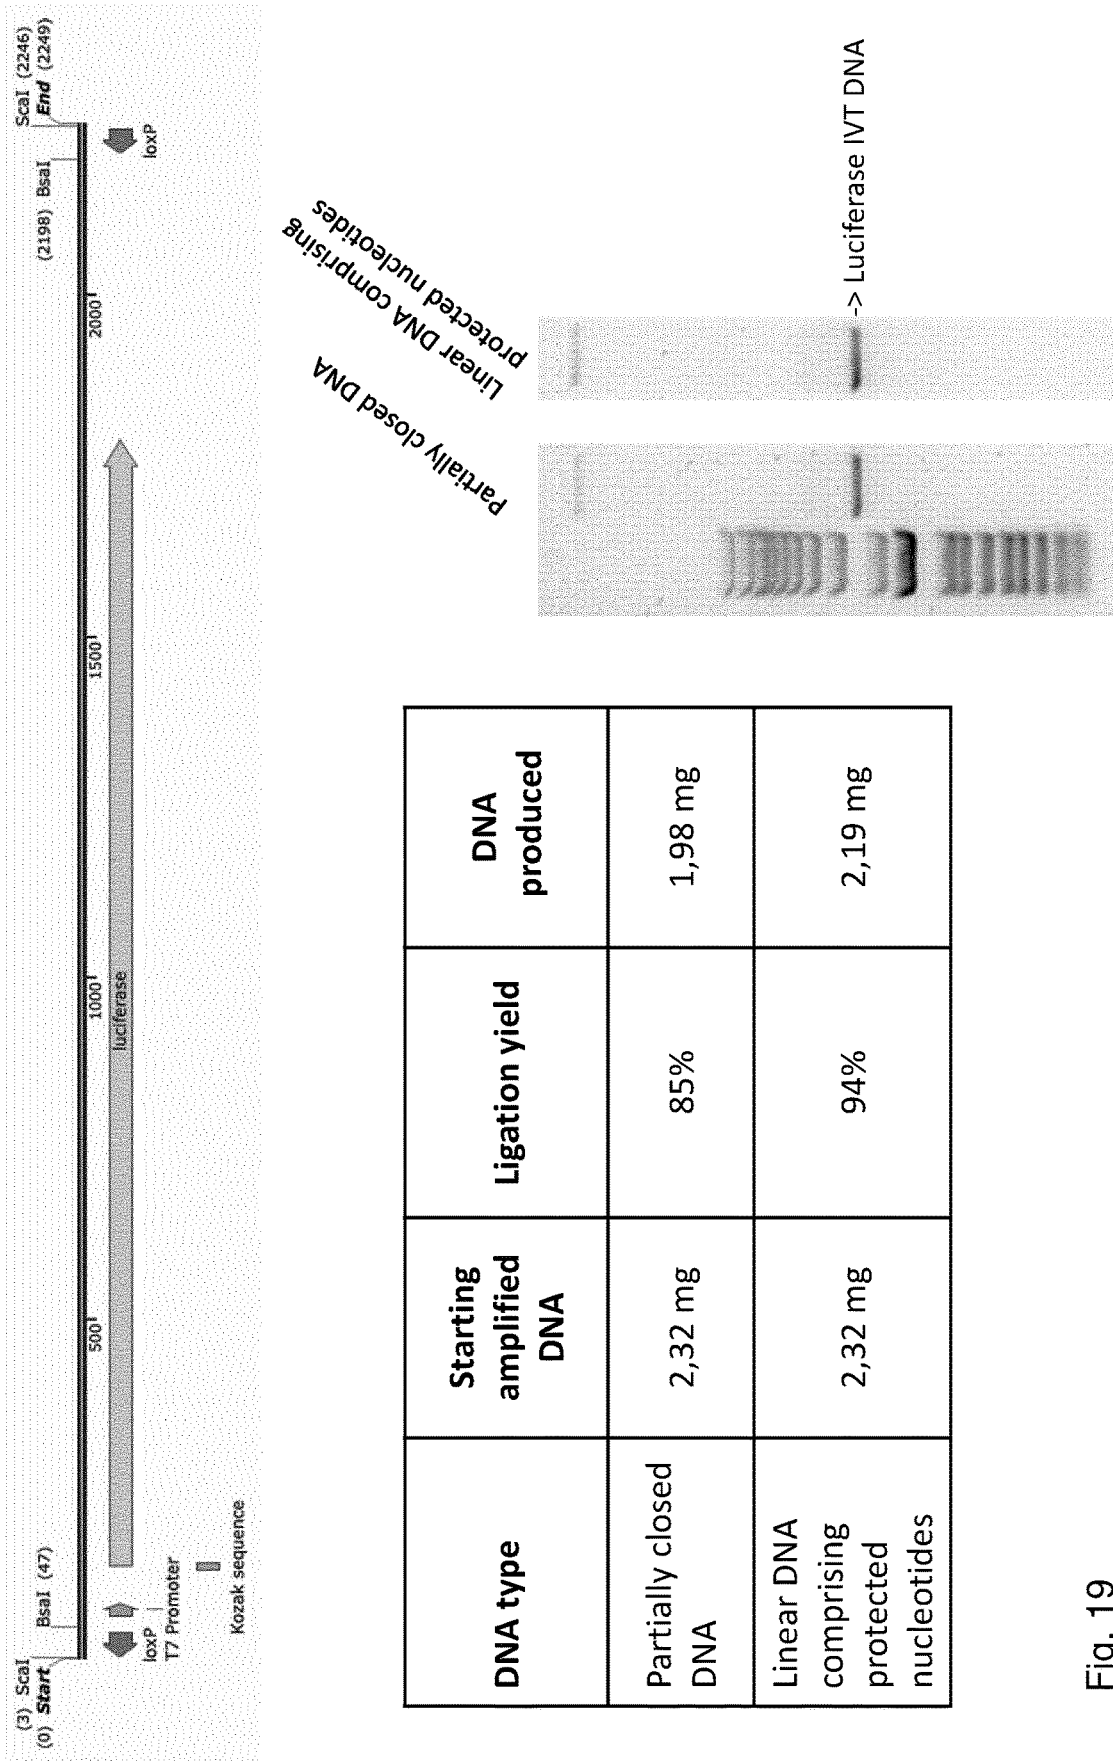 (3) ScaI
(0) Start
BsaI (47)
(2198) BsaI
ScaI (2246)
End (2249)
500
1000
1500
2000
loxP
T7 Promoter
luciferase
loxP
Kozak sequence
DNA type
Starting
amplified
DNA
Ligation yield
DNA
produced
Partially closed
DNA
2,32 mg
85%
1,98 mg
Linear DNA
comprising
protected
nucleotides
2,32 mg
94%
2,19 mg
Partially closed DNA
Linear DNA comprising
protected nucleotides
-> Luciferase IVT DNA
Fig. 19